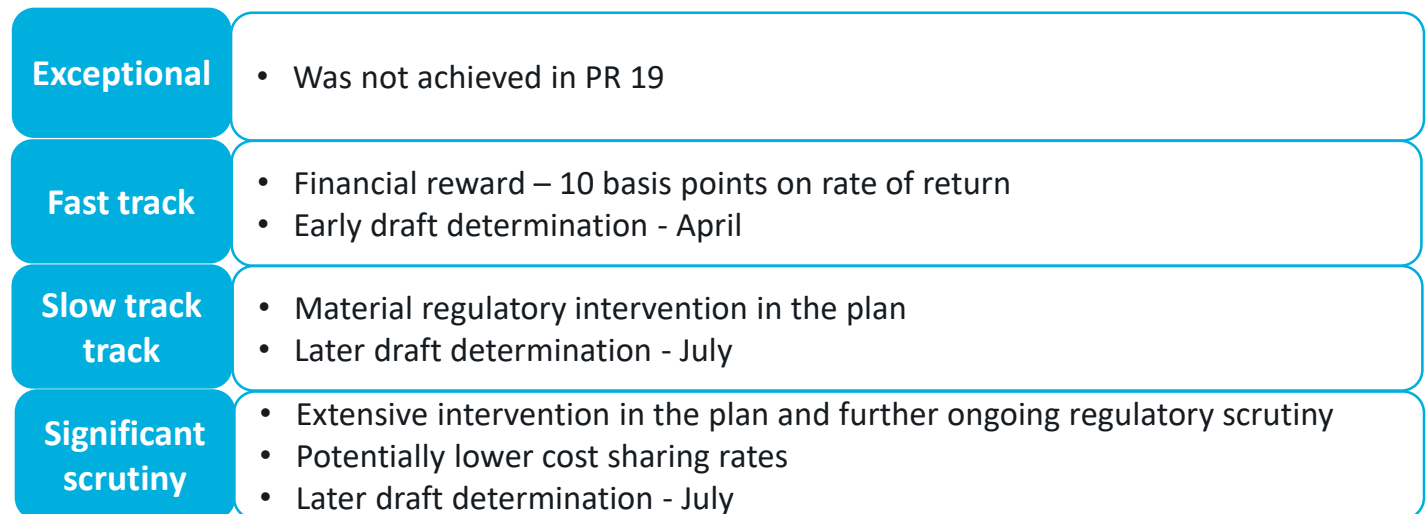 Exceptional
• Was not achieved in PR 19
Fast track
• Financial reward – 10 basis points on rate of return
• Early draft determination - April
Slow track
track
• Material regulatory intervention in the plan
• Later draft determination - July
Significant
scrutiny
• Extensive intervention in the plan and further ongoing regulatory scrutiny
• Potentially lower cost sharing rates
• Later draft determination - July